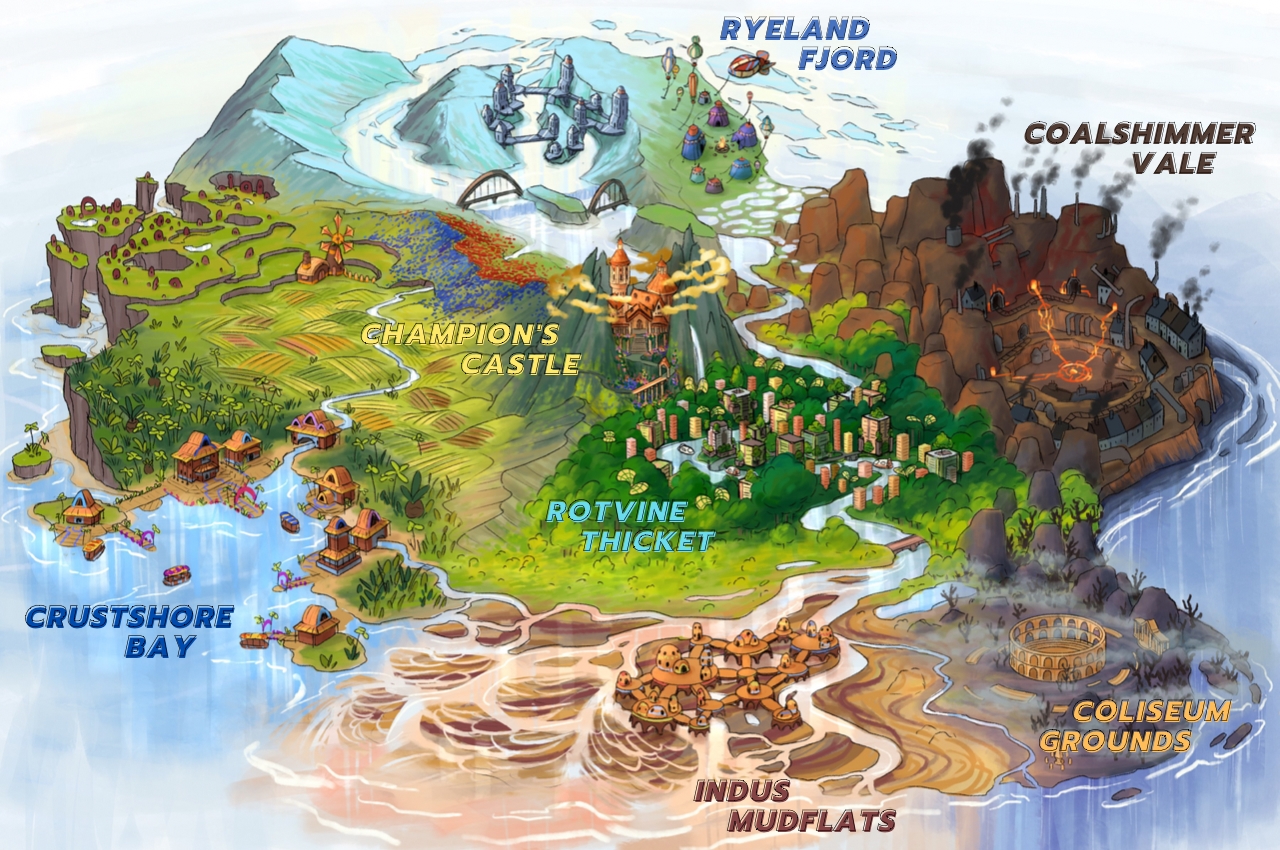 RYELAND
FJORD
COALSHIMMER
VALE
CHAMPION'S
CASTLE
ROTVINE
THICKET
CRUSTSHORE
BAY
COLISEUM
GROUNDS
INDUS
MUDFLATS